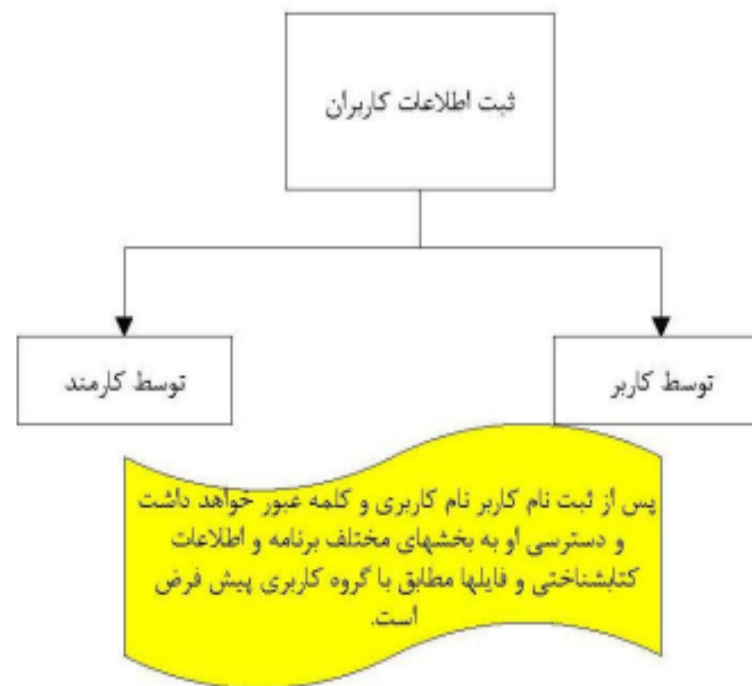 ثبت اطلاعات کاربران
توسط کاربر
توسط کارمند
پس از ثبت نام کاربر نام کاربری و کلمه عبور خواهد داشت
و دسترسی او به بخشهای مختلف برنامه و اطلاعات
کتابشناختی و فایلها مطابق با گروه کاربری پیش فرض
است.